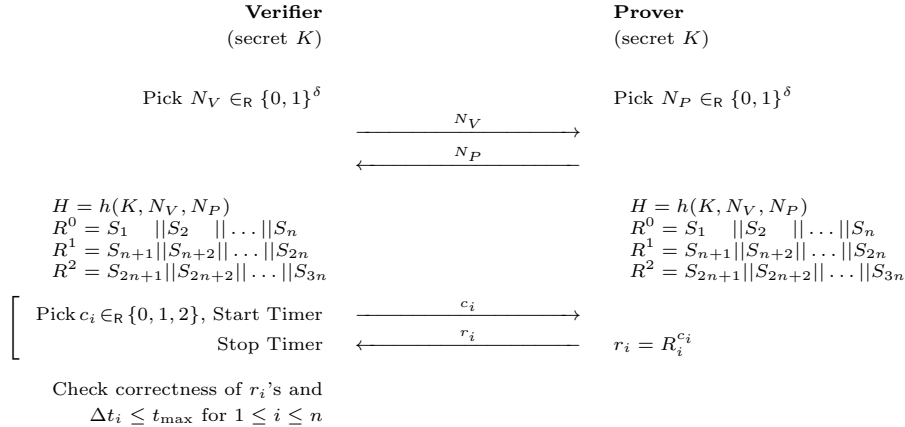 Verifier Prover
(secret K) (secret K)
Pick N_V ∈_R {0, 1}^δ Pick N_P ∈_R {0, 1}^δ
N_V
N_P
H = h(K, N_V, N_P) H = h(K, N_V, N_P)
R^0 = S_1 ||S_2 || . . . ||S_n R^0 = S_1 ||S_2 || . . . ||S_n
R^1 = S_{n+1}||S_{n+2}|| . . . ||S_{2n} R^1 = S_{n+1}||S_{n+2}|| . . . ||S_{2n}
R^2 = S_{2n+1}||S_{2n+2}|| . . . ||S_{3n} R^2 = S_{2n+1}||S_{2n+2}|| . . . ||S_{3n}
Pick c_i ∈_R {0, 1, 2}, Start Timer c_i
Stop Timer r_i r_i = R_i^{c_i}
Check correctness of r_i's and
Δt_i ≤ t_max for 1 ≤ i ≤ n